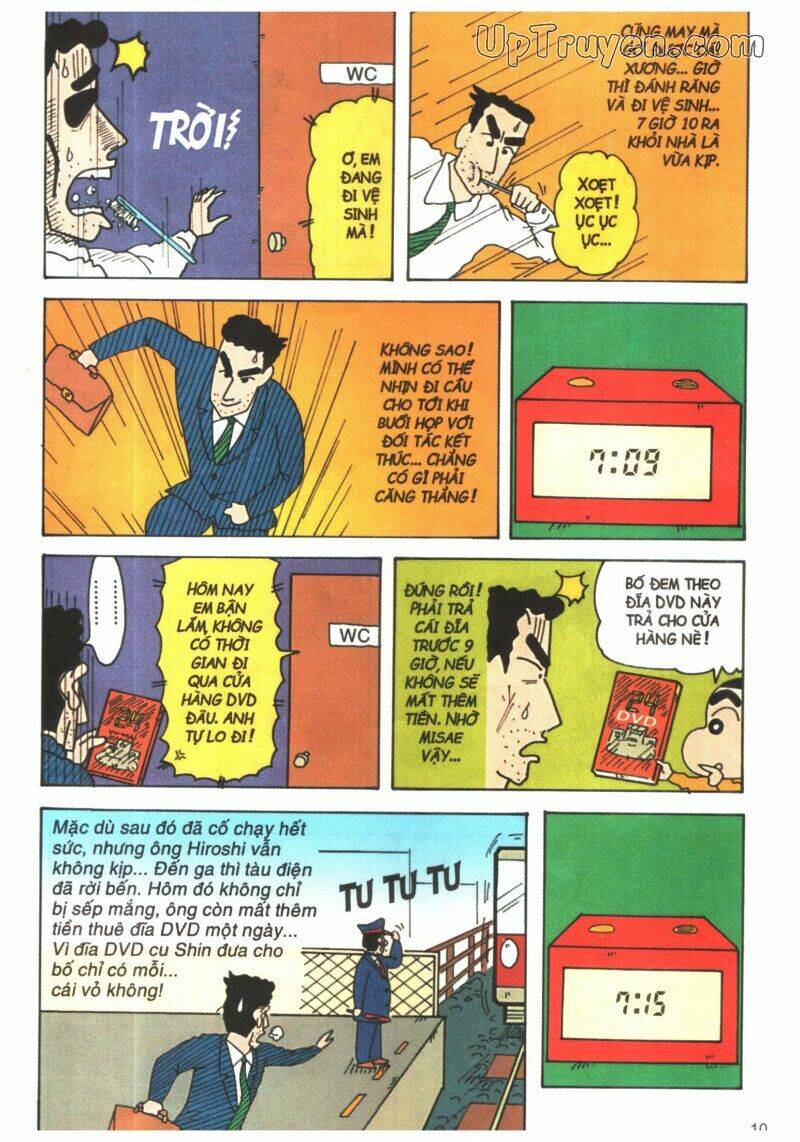 UpTruyen.com
CŨNG MAY MÀ
XƯƠNG... GIỜ
THÌ ĐÁNH RĂNG
VÀ ĐI VỆ SINH...
7 GIỜ 10 RA
KHỎI NHÀ LÀ
VỪA KỊP.
XOẸT
XOẸT!
ỤC ỤC
ỤC...
WC
TRỜI!
Ơ, EM
ĐANG
ĐI VỆ
SINH
MÀ!
7:09
KHÔNG SAO!
MÌNH CÓ THỂ
NHỊN ĐI CẦU
CHO TỚI KHI
BUỔI HỌP VỚI
ĐỐI TÁC KẾT
THÚC... CHẲNG
CÓ GÌ PHẢI
CĂNG THẲNG!
BỐ ĐEM THEO
ĐĨA DVD NÀY
TRẢ CHO CỬA
HÀNG NÈ!
24
DVD
ĐÚNG RỒI!
PHẢI TRẢ
CÁI ĐĨA
TRƯỚC 9
GIỜ, NẾU
KHÔNG SẼ
MẤT THÊM
TIỀN. NHỜ
MISAE
VẬY...
WC
HÔM NAY
EM BẬN
LẮM, KHÔNG
CÓ THỜI
GIAN ĐI
QUA CỬA
HÀNG DVD
ĐÂU. ANH
TỰ LO ĐI!
..........
24
7:15
Mặc dù sau đó đã cố chạy hết
sức, nhưng ông Hiroshi vẫn
không kịp... Đến ga thì tàu điện
đã rời bến. Hôm đó không chỉ
bị sếp mắng, ông còn mất thêm
tiền thuê đĩa DVD một ngày...
Vì đĩa DVD cu Shin đưa cho
bố chỉ có mỗi...
cái vỏ không!
TU TU TU
10